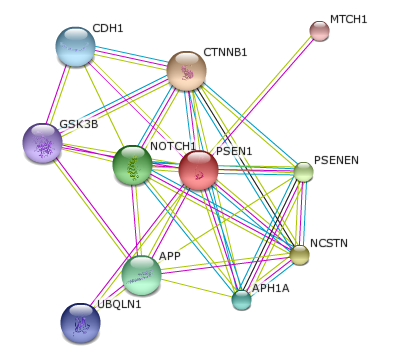 MTCH1
CDH1
CTNNB1
GSK3B
NOTCH1
PSEN1
PSENEN
NCSTN
APP
APH1A
UBQLN1